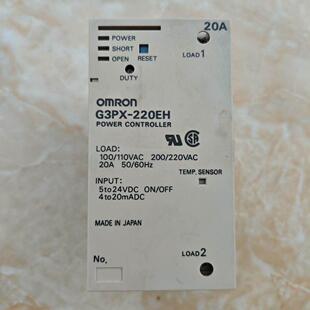 20A
POWER
SHORT
OPEN
RESET
LOAD1
DUTY
OMRON
G3PX-220EH
POWER CONTROLLER
LOAD:
100/110VAC 200/220VAC
20A 50/60Hz
TEMP. SENSOR
INPUT:
5to24VDC ON/OFF
4to20mADC
MADE IN JAPAN
LOAD2
No.